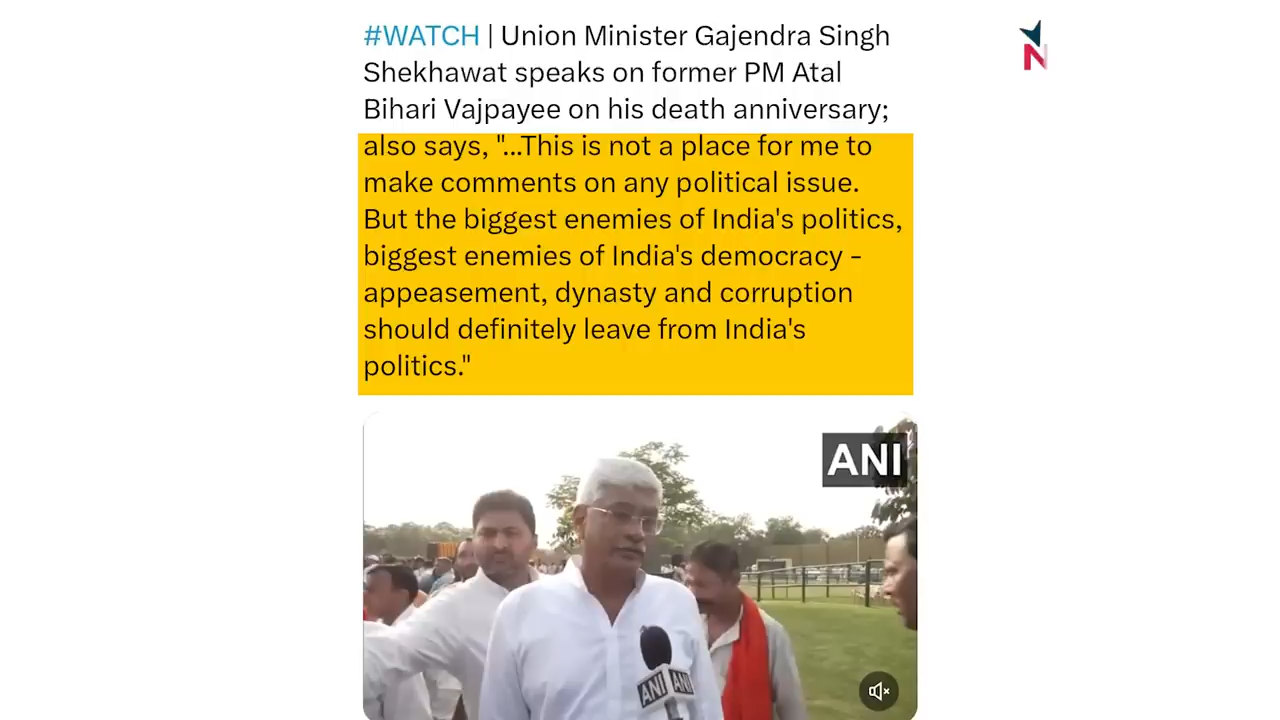 #WATCH | Union Minister Gajendra Singh
Shekhawat speaks on former PM Atal
Bihari Vajpayee on his death anniversary;
also says, "...This is not a place for me to
make comments on any political issue.
But the biggest enemies of India's politics,
biggest enemies of India's democracy -
appeasement, dynasty and corruption
should definitely leave from India's
politics."
N
ANI
ANI ANI